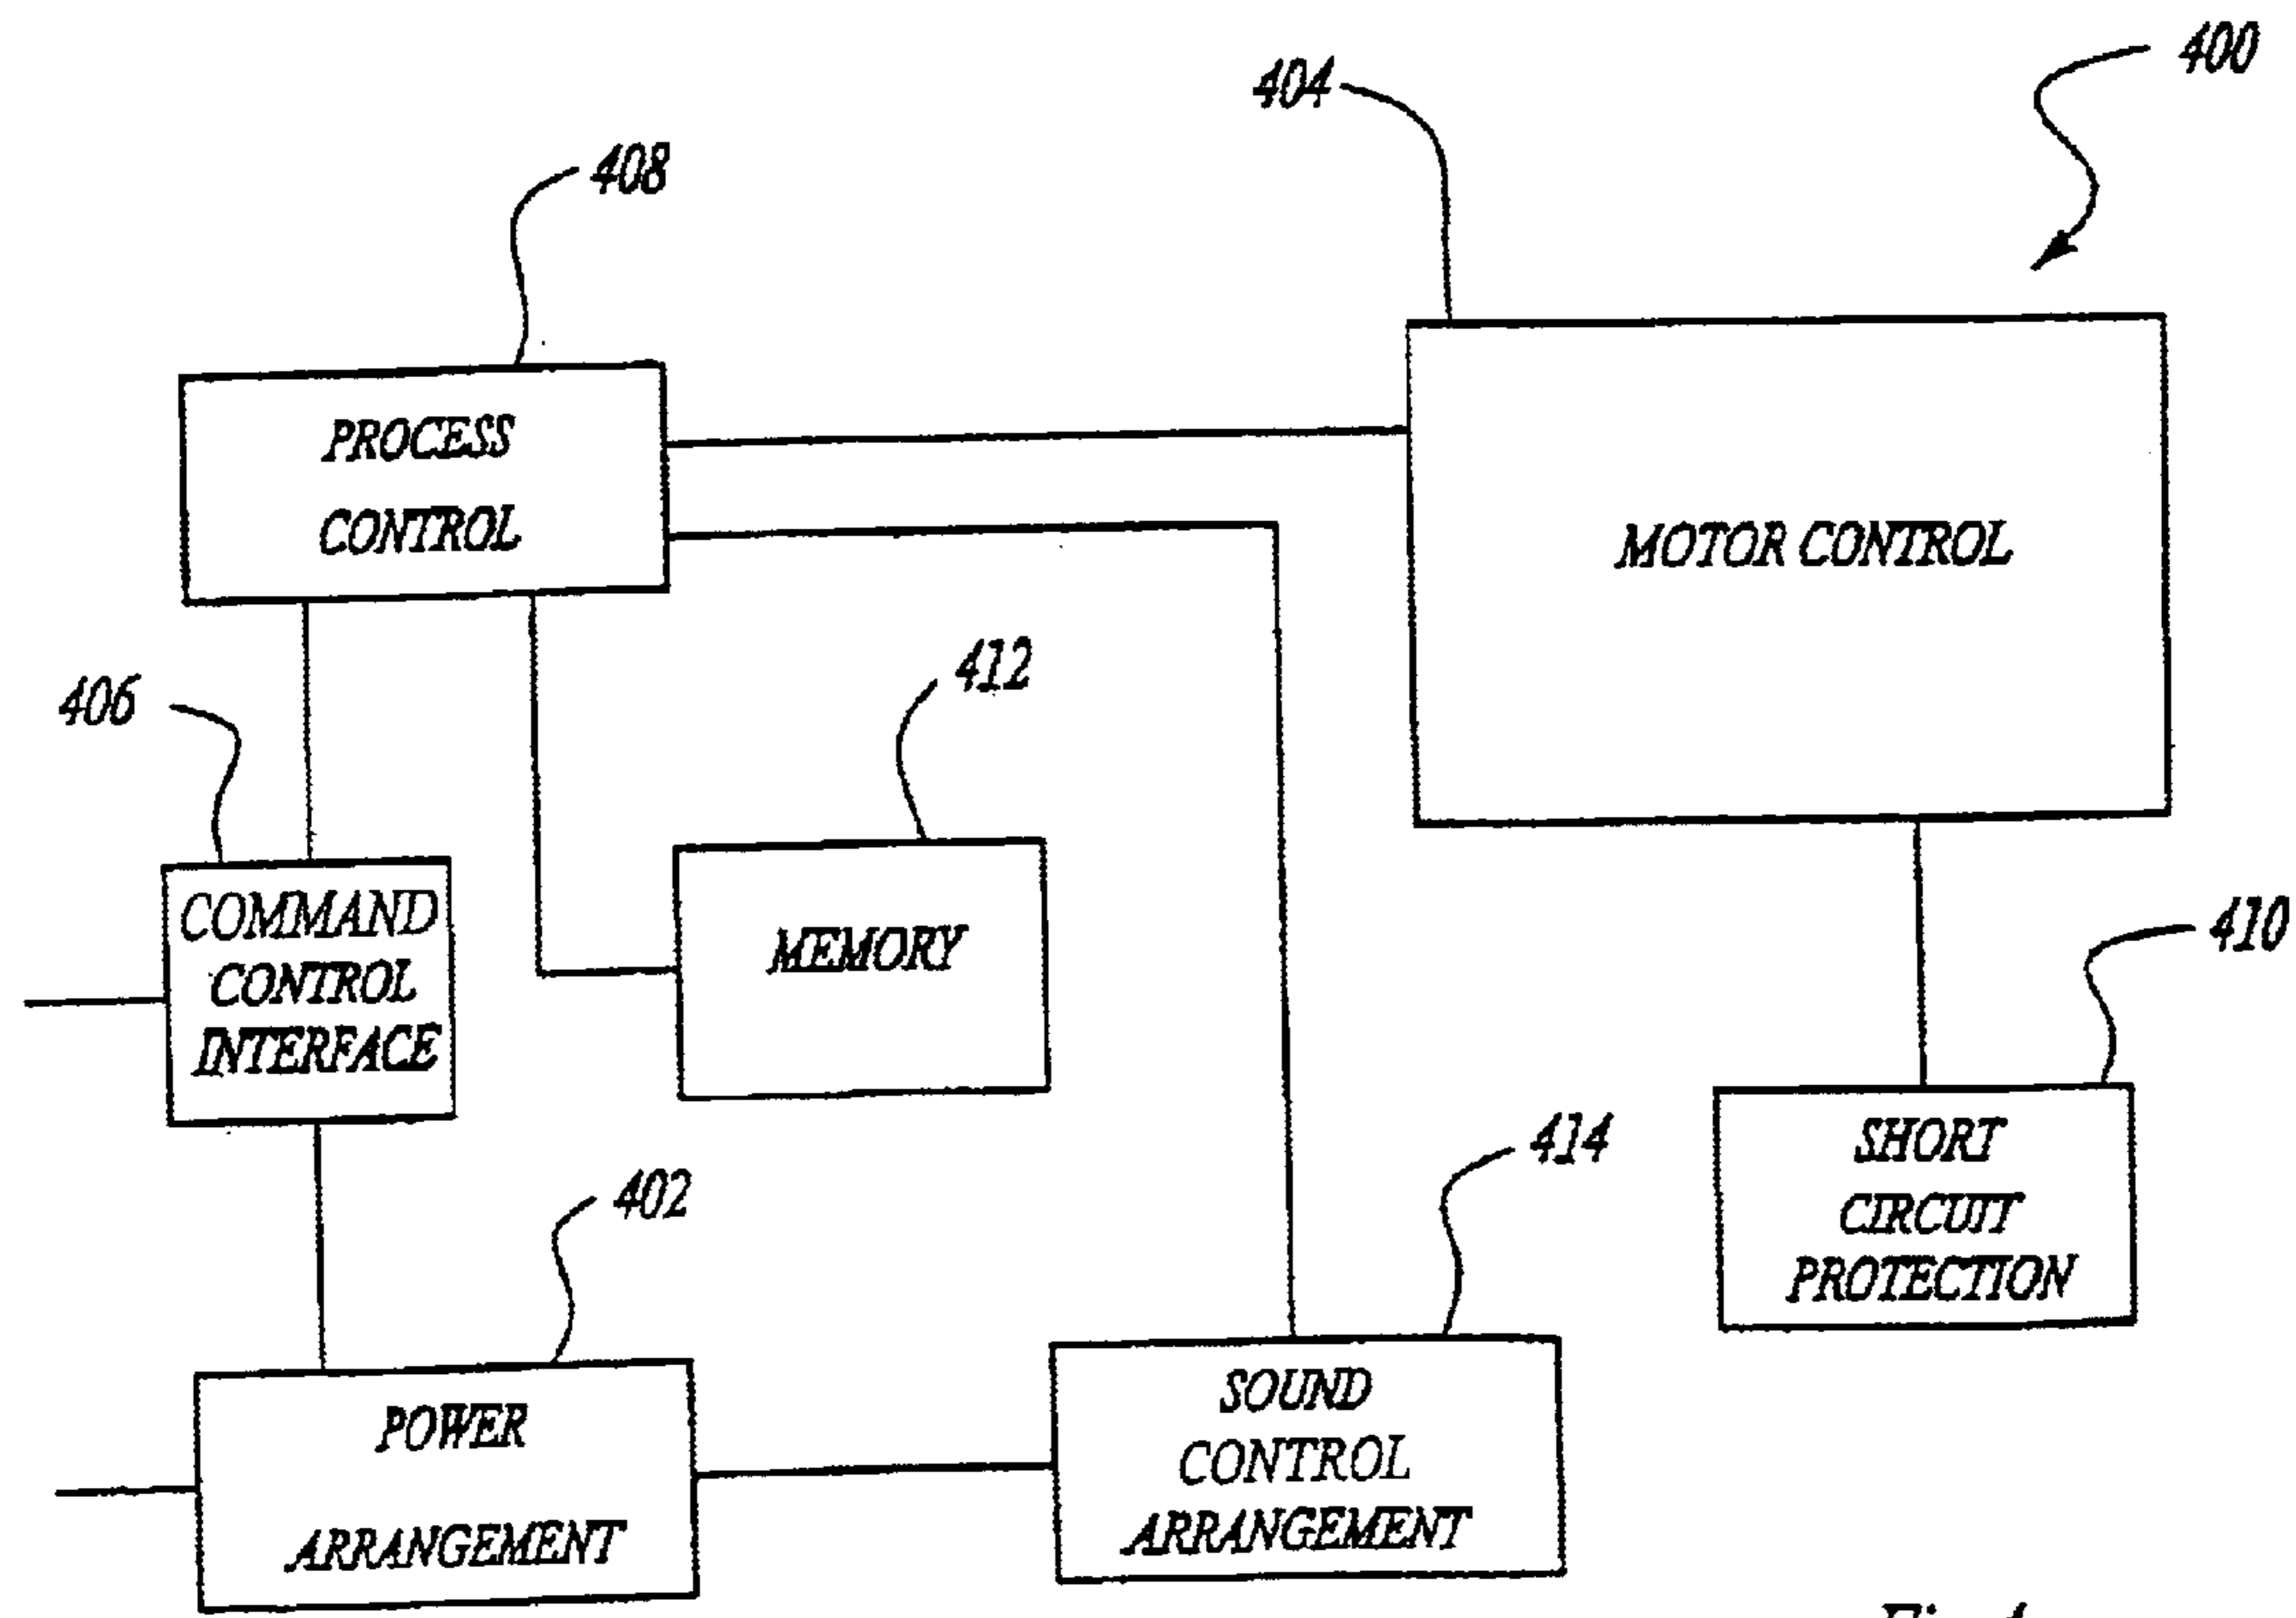 400
404
408
PROCESS
CONTROL
MOTOR CONTROL
412
406
COMMAND
CONTROL
INTERFACE
MEMORY
410
SHORT
CIRCUIT
PROTECTION
414
402
POWER
ARRANGEMENT
SOUND
CONTROL
ARRANGEMENT